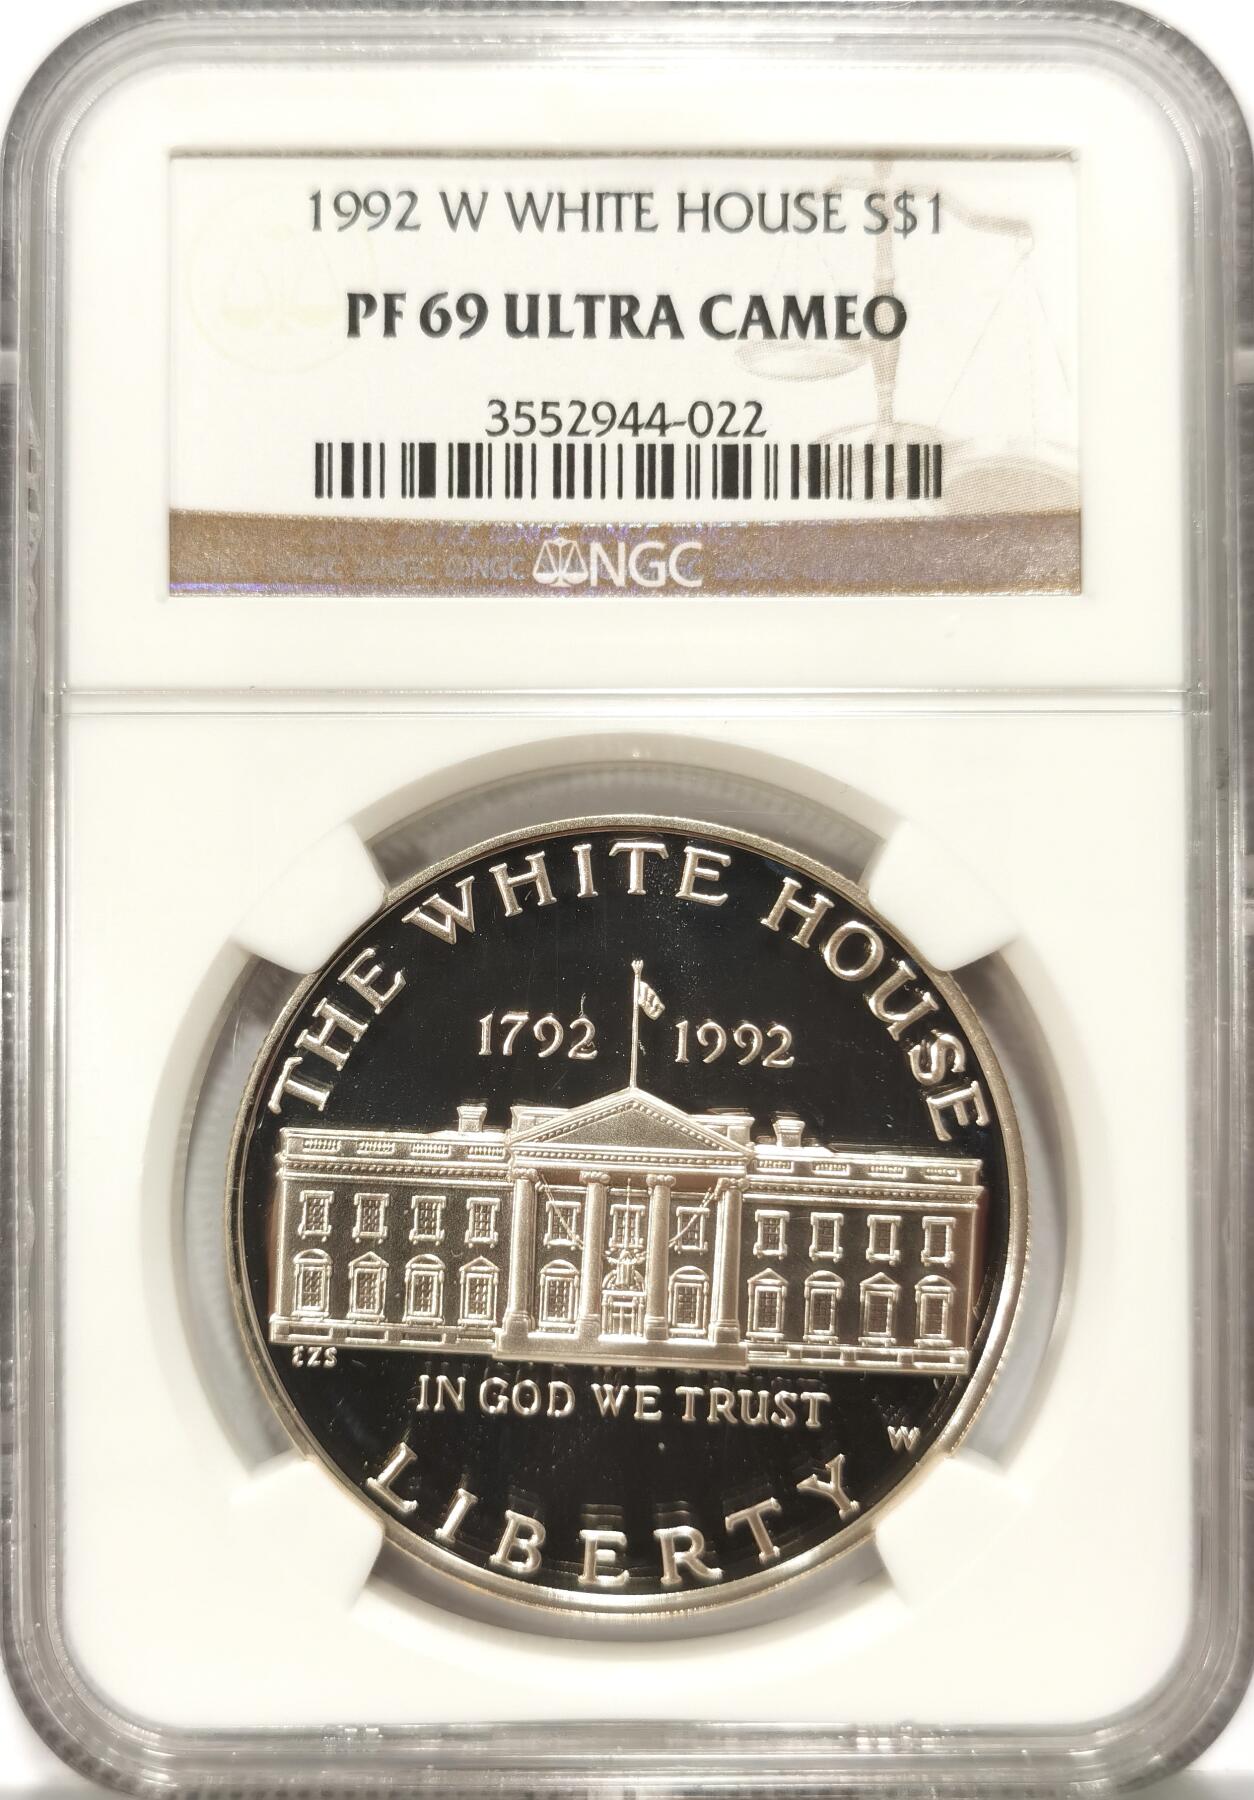 1992 W WHITE HOUSE S$1
PF 69 ULTRA CAMEO
3552944-022
NGC
THE WHITE HOUSE
1792 1992
EZS
IN GOD WE TRUST
W
LIBERTY